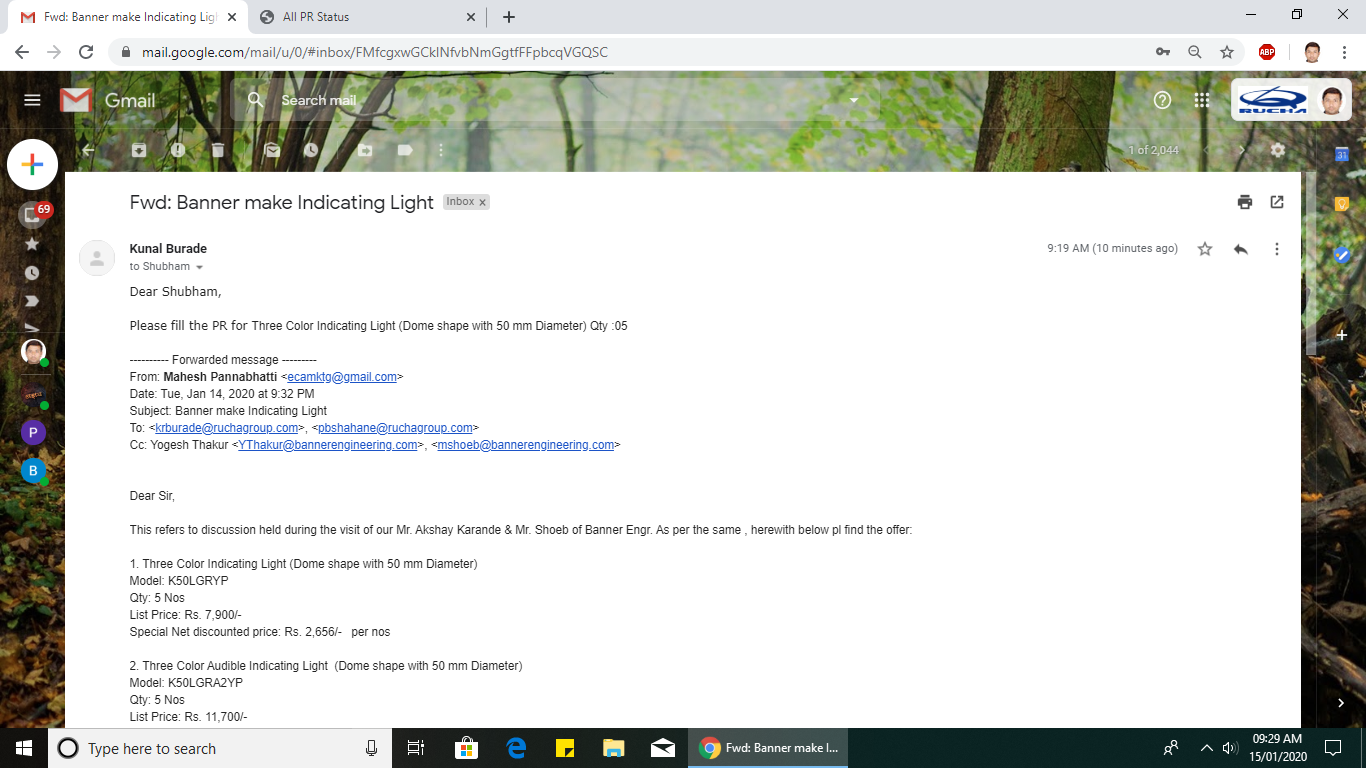 Fwd: Banner make Indicating Ligh
All PR Status
mail.google.com/mail/u/0/#inbox/FMfcgxwGCklNfvbNmGgtfFFpbcqVGQSC
ABP
Gmail
Search mail
RUCHA
1 of 2,044
31
69
Fwd: Banner make Indicating Light
Inbox x
Kunal Burade
9:19 AM (10 minutes ago)
to Shubham
Dear Shubham,
Please fill the PR for Three Color Indicating Light (Dome shape with 50 mm Diameter) Qty :05
---------- Forwarded message ---------
From: Mahesh Pannabhatti <ecamktg@gmail.com>
Date: Tue, Jan 14, 2020 at 9:32 PM
Subject: Banner make Indicating Light
To: <krburade@ruchagroup.com>, <pbshahane@ruchagroup.com>
Cc: Yogesh Thakur <YThakur@bannerengineering.com>, <mshoeb@bannerengineering.com>
P
B
Dear Sir,
This refers to discussion held during the visit of our Mr. Akshay Karande & Mr. Shoeb of Banner Engr. As per the same , herewith below pl find the offer:
1. Three Color Indicating Light (Dome shape with 50 mm Diameter)
Model: K50LGRYP
Qty: 5 Nos
List Price: Rs. 7,900/-
Special Net discounted price: Rs. 2,656/-   per nos
2. Three Color Audible Indicating Light  (Dome shape with 50 mm Diameter)
Model: K50LGRA2YP
Qty: 5 Nos
List Price: Rs. 11,700/-
Type here to search
Fwd: Banner make I...
09:29 AM
15/01/2020